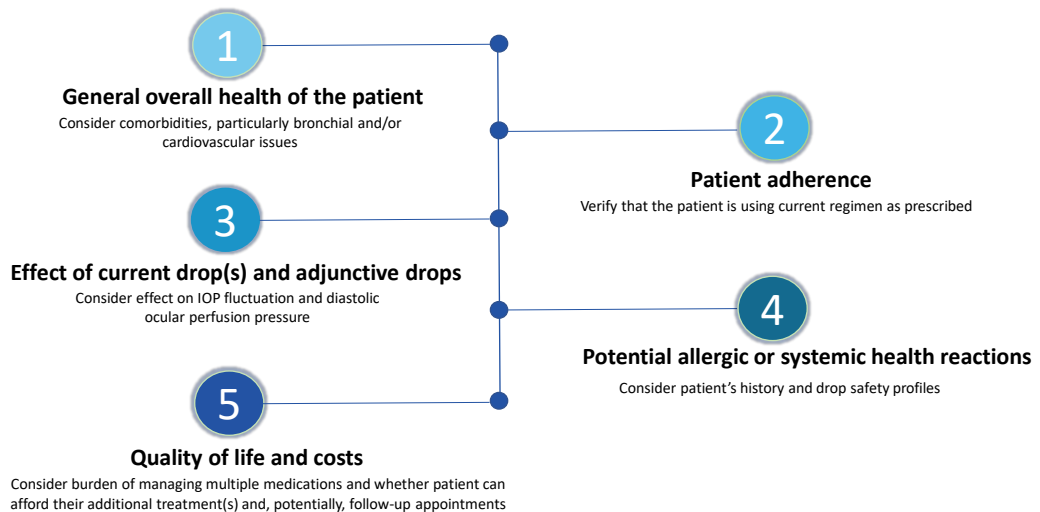 1
General overall health of the patient
Consider comorbidities, particularly bronchial and/or
cardiovascular issues
2
Patient adherence
Verify that the patient is using current regimen as prescribed
3
Effect of current drop(s) and adjunctive drops
Consider effect on IOP fluctuation and diastolic
ocular perfusion pressure
4
Potential allergic or systemic health reactions
Consider patient’s history and drop safety profiles
5
Quality of life and costs
Consider burden of managing multiple medications and whether patient can
afford their additional treatment(s) and, potentially, follow-up appointments